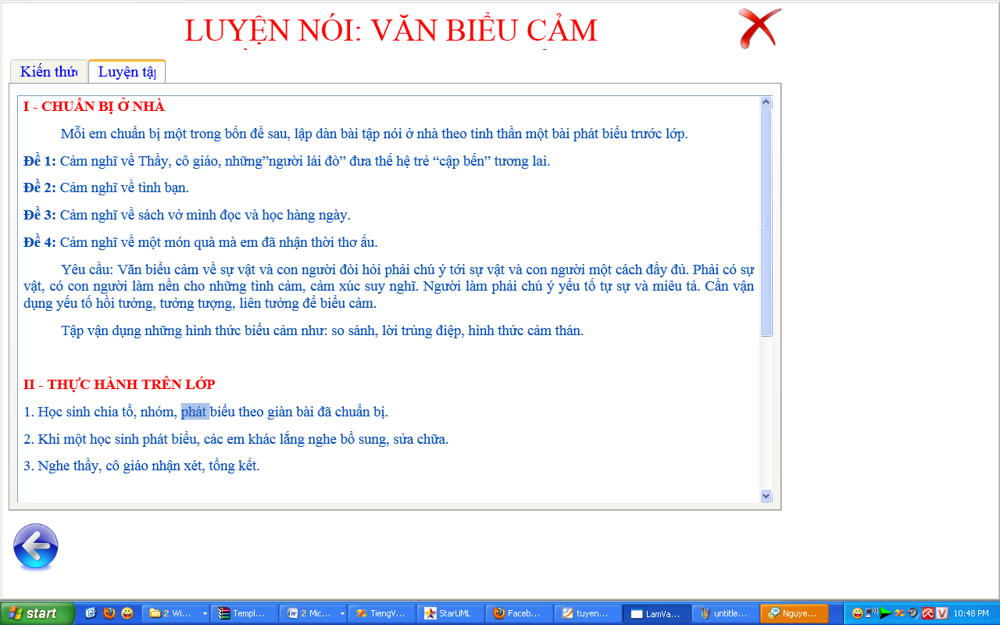 LUYỆN NÓI: VĂN BIỂU CẢM
Kiến thức
Luyện tập
I - CHUẨN BỊ Ở NHÀ
Mỗi em chuẩn bị một trong bốn đề sau, lập dàn bài tập nói ở nhà theo tinh thần một bài phát biểu trước lớp.
Đề 1: Cảm nghĩ về Thầy, cô giáo, những”người lái đò” đưa thế hệ trẻ “cập bến” tương lai.
Đề 2: Cảm nghĩ về tình bạn.
Đề 3: Cảm nghĩ về sách vở mình đọc và học hàng ngày.
Đề 4: Cảm nghĩ về một món quà mà em đã nhận thời thơ ấu.
Yêu cầu: Văn biểu cảm về sự vật và con người đòi hỏi phải chú ý tới sự vật và con người một cách đầy đủ. Phải có sự
vật, có con người làm nền cho những tình cảm, cảm xúc suy nghĩ. Người làm phải chú ý yếu tố tự sự và miêu tả. Cần vận
dụng yếu tố hồi tưởng, tưởng tượng, liên tưởng để biểu cảm.
Tập vận dụng những hình thức biểu cảm như: so sánh, lời trùng điệp, hình thức cảm thán.
II - THỰC HÀNH TRÊN LỚP
1. Học sinh chia tổ, nhóm, phát biểu theo giàn bài đã chuẩn bị.
2. Khi một học sinh phát biểu, các em khác lắng nghe bổ sung, sửa chữa.
3. Nghe thầy, cô giáo nhận xét, tổng kết.
start
2 Wi...
Templ...
2 Mic...
TiengV...
StarUML
Faceb...
tuyen...
LamVa...
untitle...
Nguye...
V
10:48 PM